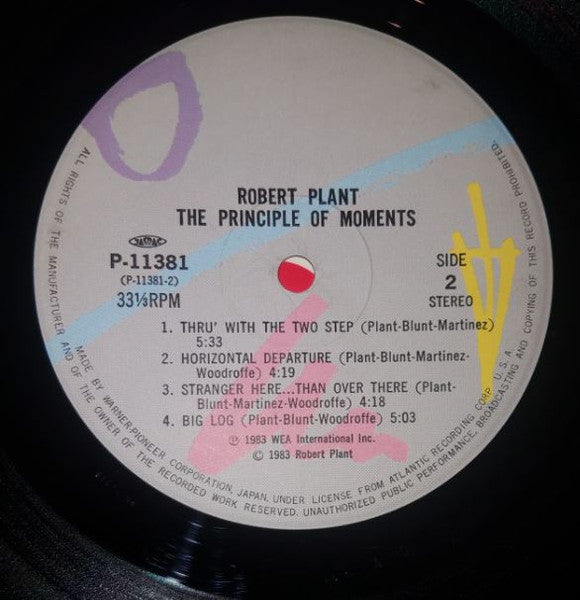 ROBERT PLANT
THE PRINCIPLE OF MOMENTS
JASRAC
P-11381
(P-11381-2)
33⅓RPM
SIDE
2
STEREO
1. THRU' WITH THE TWO STEP (Plant-Blunt-Martinez)
5:33
2. HORIZONTAL DEPARTURE (Plant-Blunt-Martinez-
Woodroffe) 4:19
3. STRANGER HERE...THAN OVER THERE (Plant-
Blunt-Martinez-Woodroffe) 4:18
4. BIG LOG (Plant-Blunt-Woodroffe) 5:03
Ⓟ 1983 WEA International Inc.
© 1983 Robert Plant
MADE BY WARNER-PIONEER CORPORATION, JAPAN. UNDER LICENSE FROM ATLANTIC RECORDING CORP. U.S.A.
ALL RIGHTS OF THE MANUFACTURER AND OF THE OWNER OF THE RECORDED WORK RESERVED. UNAUTHORIZED PUBLIC PERFORMANCE, BROADCASTING AND COPYING OF THIS RECORD PROHIBITED.